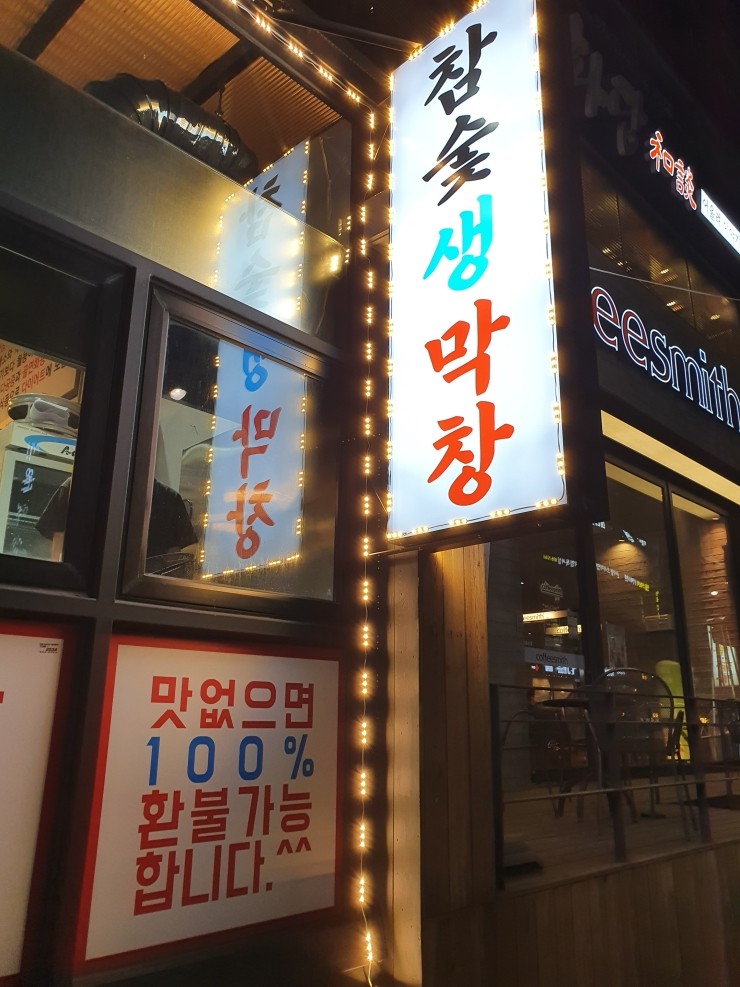 참숯생막창
和談
eesmith
맛없으면
100%
환불가능
합니다.^^